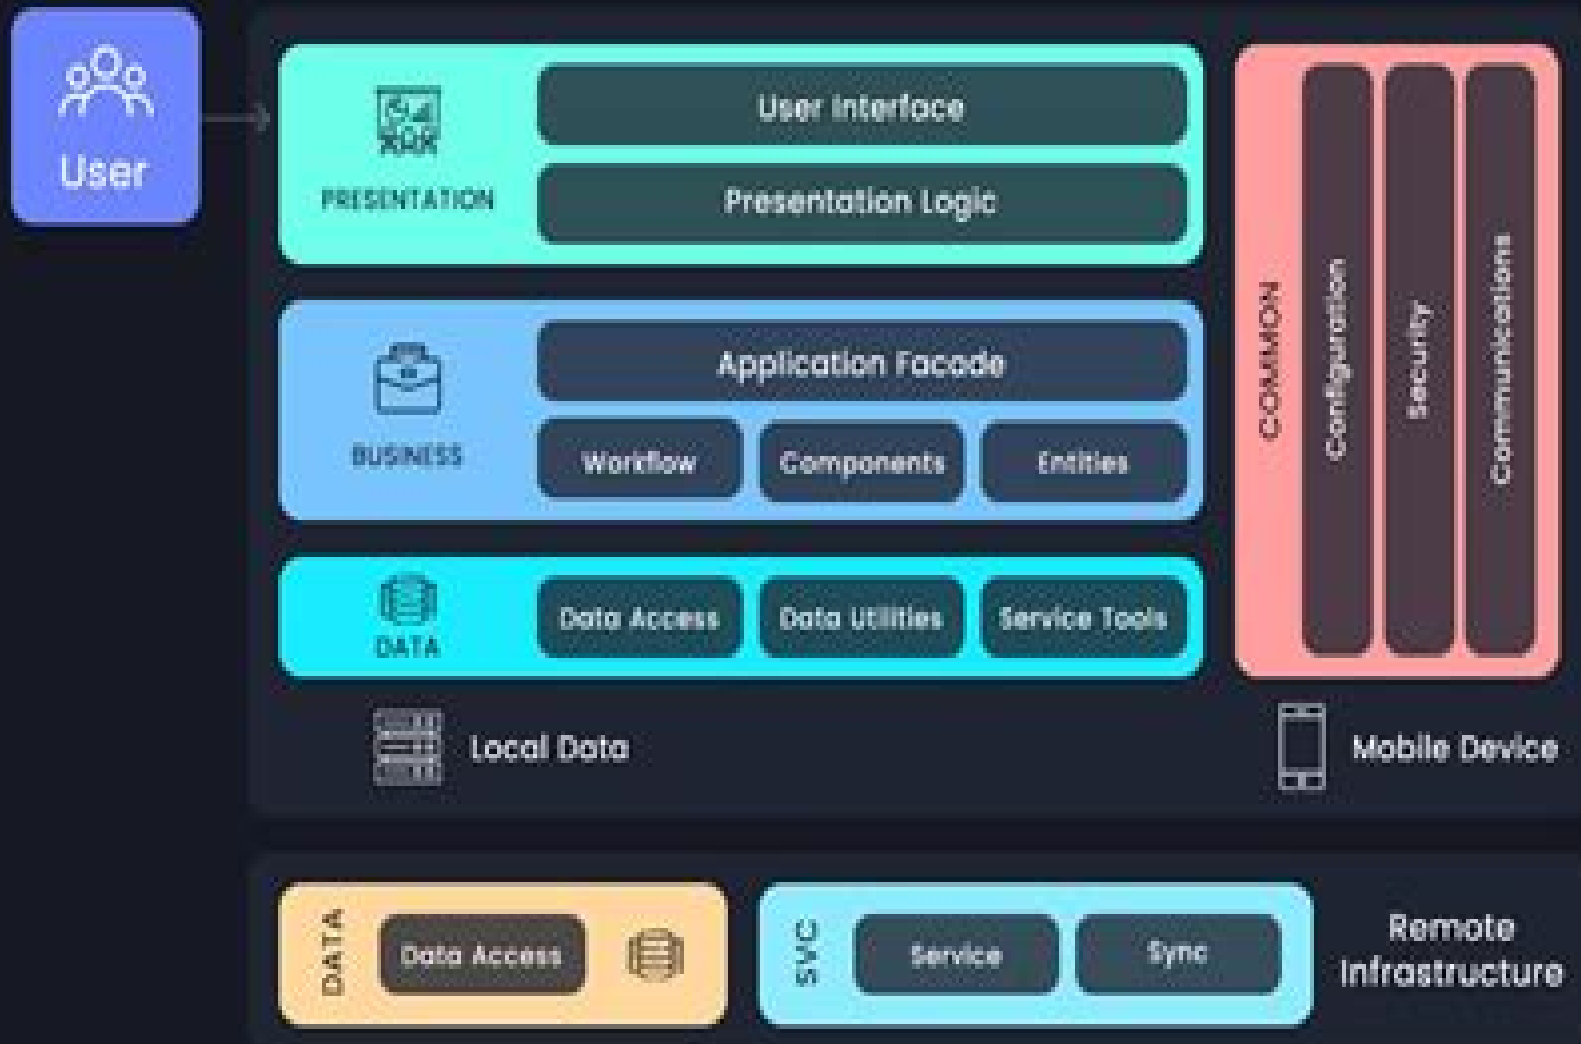 User
PRESENTATION
User Interface
Presentation Logic
BUSINESS
Application Facade
Workflow
Components
Entities
DATA
Data Access
Data Utilities
Service Tools
COMMON
Configuration
Security
Communications
Local Data
Mobile Device
DATA
Data Access
SVC
Service
Sync
Remote
Infrastructure